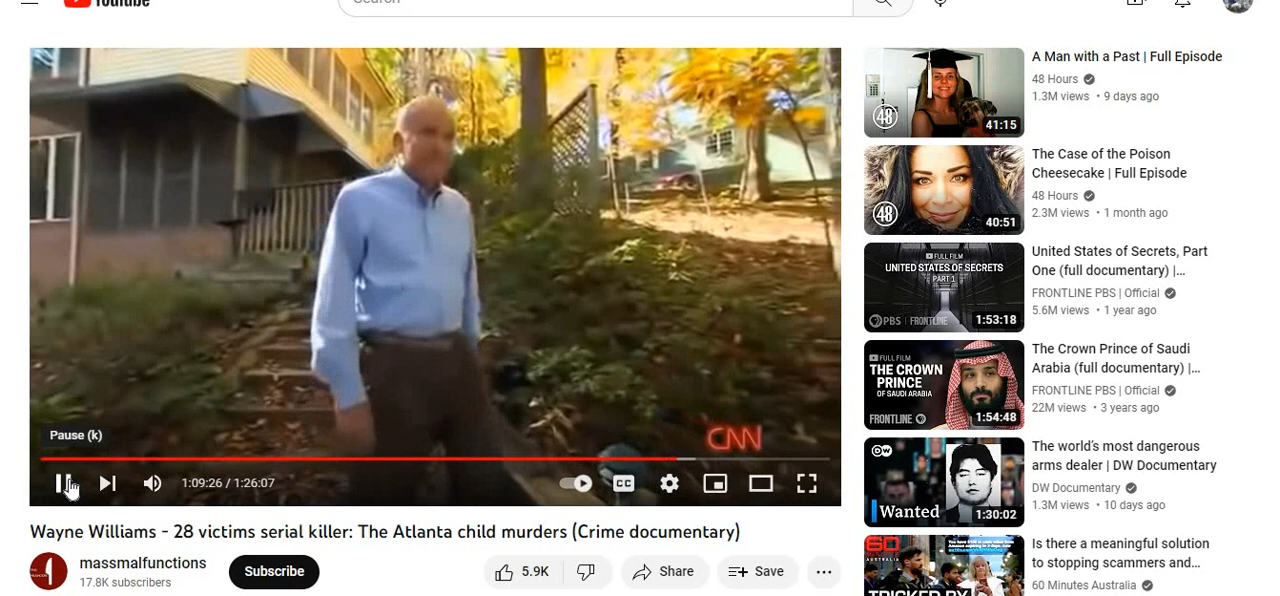 YouTube
Search
CNN
Pause (k)
1:09:26 / 1:26:07
CC
Wayne Williams - 28 victims serial killer: The Atlanta child murders (Crime documentary)
massmalfunctions
17.8K subscribers
Subscribe
5.9K
Share
Save
48
41:15
A Man with a Past | Full Episode
48 Hours
1.3M views • 9 days ago
48
40:51
The Case of the Poison
Cheesecake | Full Episode
48 Hours
2.3M views • 1 month ago
FULL FILM
UNITED STATES OF SECRETS
PART 1
PBS | FRONTLINE
1:53:18
United States of Secrets, Part
One (full documentary) |...
FRONTLINE PBS | Official
5.6M views • 1 year ago
FULL FILM
THE CROWN
PRINCE
OF SAUDI
ARABIA
FRONTLINE
1:54:48
The Crown Prince of Saudi
Arabia (full documentary) |...
FRONTLINE PBS | Official
22M views • 3 years ago
DW
Wanted
1:30:02
The world's most dangerous
arms dealer | DW Documentary
DW Documentary
1.3M views • 10 days ago
60
AUSTRALIA
TRICKED BY
Is there a meaningful solution
to stopping scammers and...
60 Minutes Australia